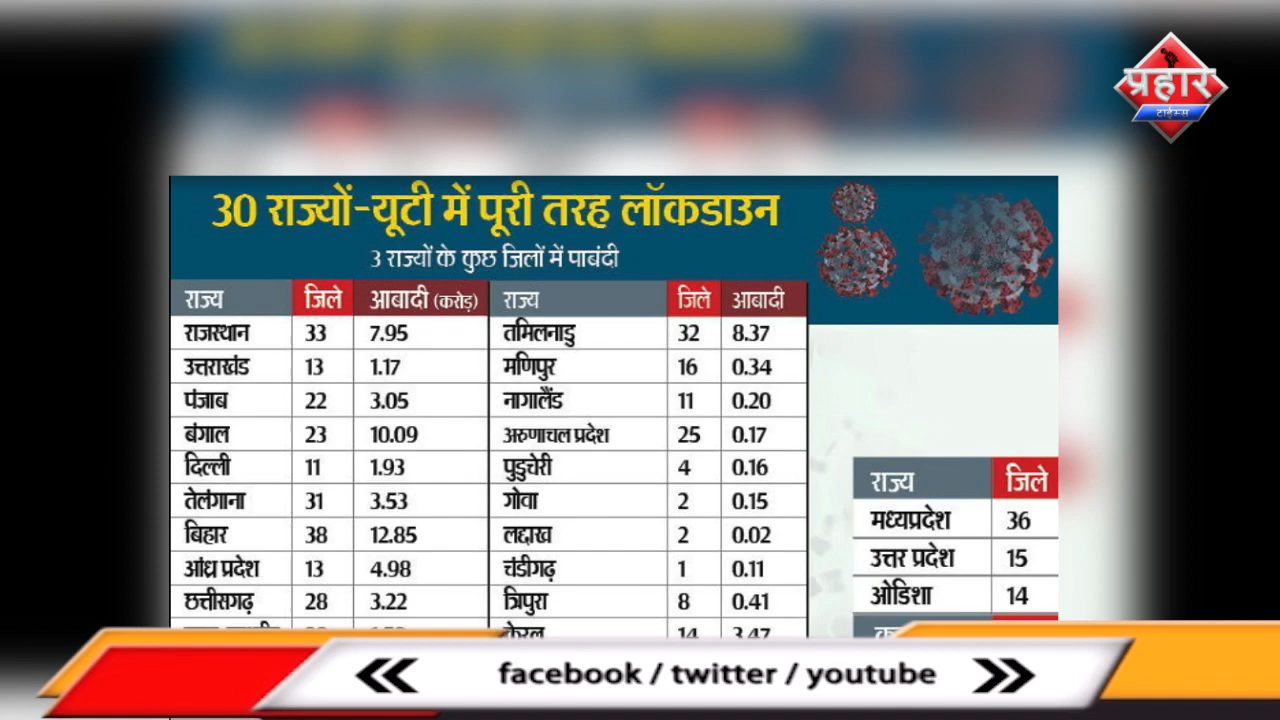 प्रहार
टाईम्स
30 राज्यों-यूटी में पूरी तरह लॉकडाउन
3 राज्यों के कुछ जिलों में पाबंदी
राज्य जिले आबादी (करोड़) राज्य जिले आबादी
राजस्थान 33 7.95 तमिलनाडु 32 8.37
उत्तराखंड 13 1.17 मणिपुर 16 0.34
पंजाब 22 3.05 नागालैंड 11 0.20
बंगाल 23 10.09 अरुणाचल प्रदेश 25 0.17
दिल्ली 11 1.93 पुडुचेरी 4 0.16
तेलंगाना 31 3.53 गोवा 2 0.15
बिहार 38 12.85 लद्दाख 2 0.02
आंध्र प्रदेश 13 4.98 चंडीगढ़ 1 0.11
छत्तीसगढ़ 28 3.22 त्रिपुरा 8 0.41
केरल 14 3.47
राज्य जिले
मध्यप्रदेश 36
उत्तर प्रदेश 15
ओडिशा 14
facebook / twitter / youtube